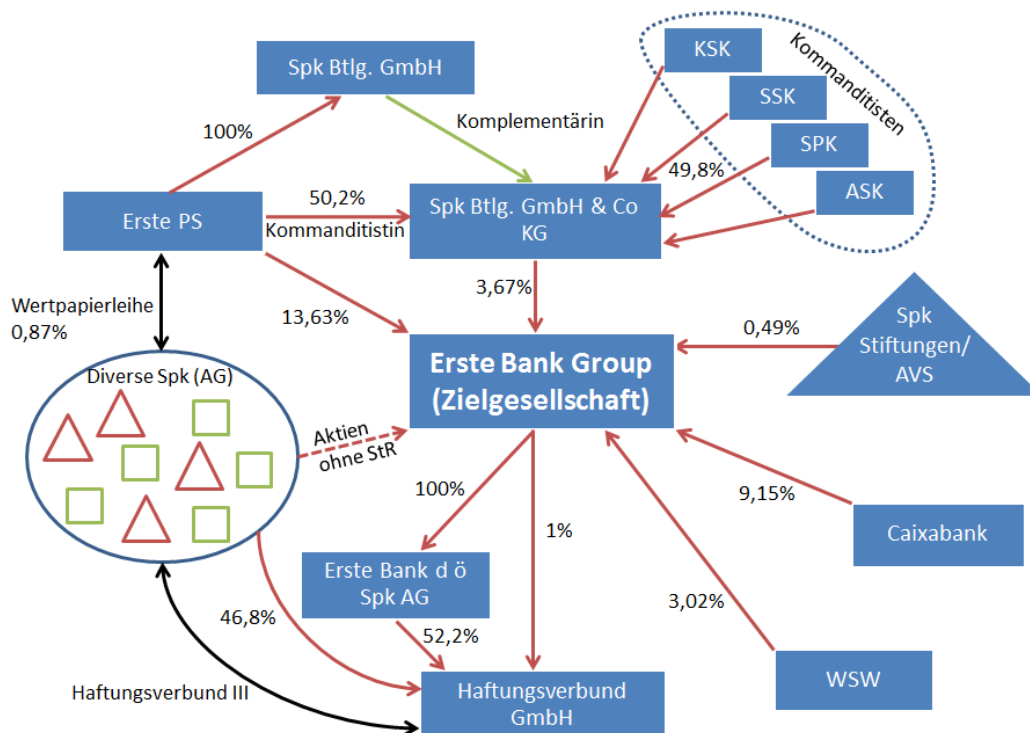 KSK
Kommanditisten
Spk Btlg. GmbH
SSK
100%
Komplementärin
SPK
49,8%
ASK
50,2%
Erste PS
Kommanditistin
Spk Btlg. GmbH & Co
KG
Wertpapierleihe
0,87%
13,63%
3,67%
0,49%
Spk
Stiftungen/
AVS
Erste Bank Group
(Zielgesellschaft)
Diverse Spk (AG)
Aktien
ohne StR
100%
1%
9,15%
Caixabank
Erste Bank d ö
Spk AG
3,02%
46,8%
52,2%
WSW
Haftungsverbund III
Haftungsverbund
GmbH